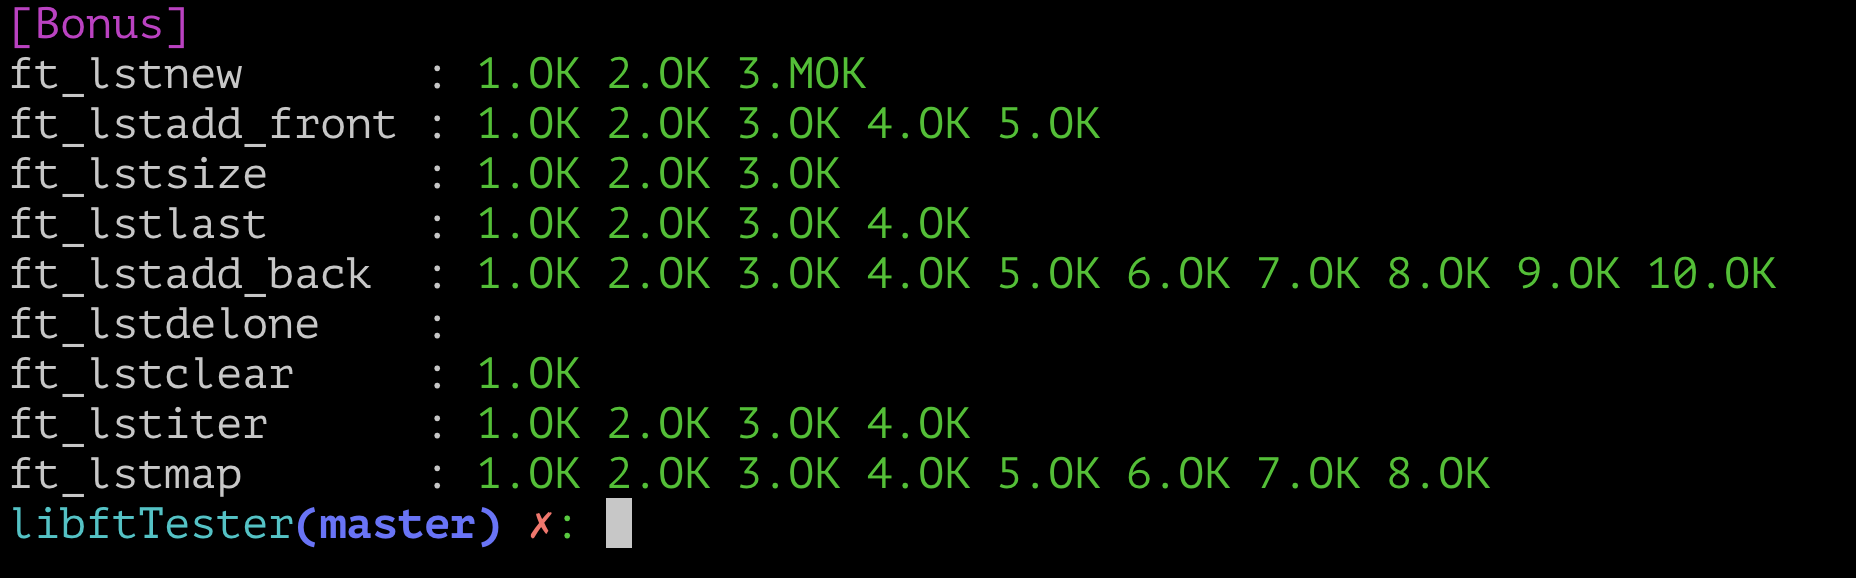 [Bonus]
ft_lstnew       : 1.OK 2.OK 3.MOK
ft_lstadd_front : 1.OK 2.OK 3.OK 4.OK 5.OK
ft_lstsize      : 1.OK 2.OK 3.OK
ft_lstlast      : 1.OK 2.OK 3.OK 4.OK
ft_lstadd_back  : 1.OK 2.OK 3.OK 4.OK 5.OK 6.OK 7.OK 8.OK 9.OK 10.OK
ft_lstdelone    :
ft_lstclear     : 1.OK
ft_lstiter      : 1.OK 2.OK 3.OK 4.OK
ft_lstmap       : 1.OK 2.OK 3.OK 4.OK 5.OK 6.OK 7.OK 8.OK
libftTester(master) ✗: